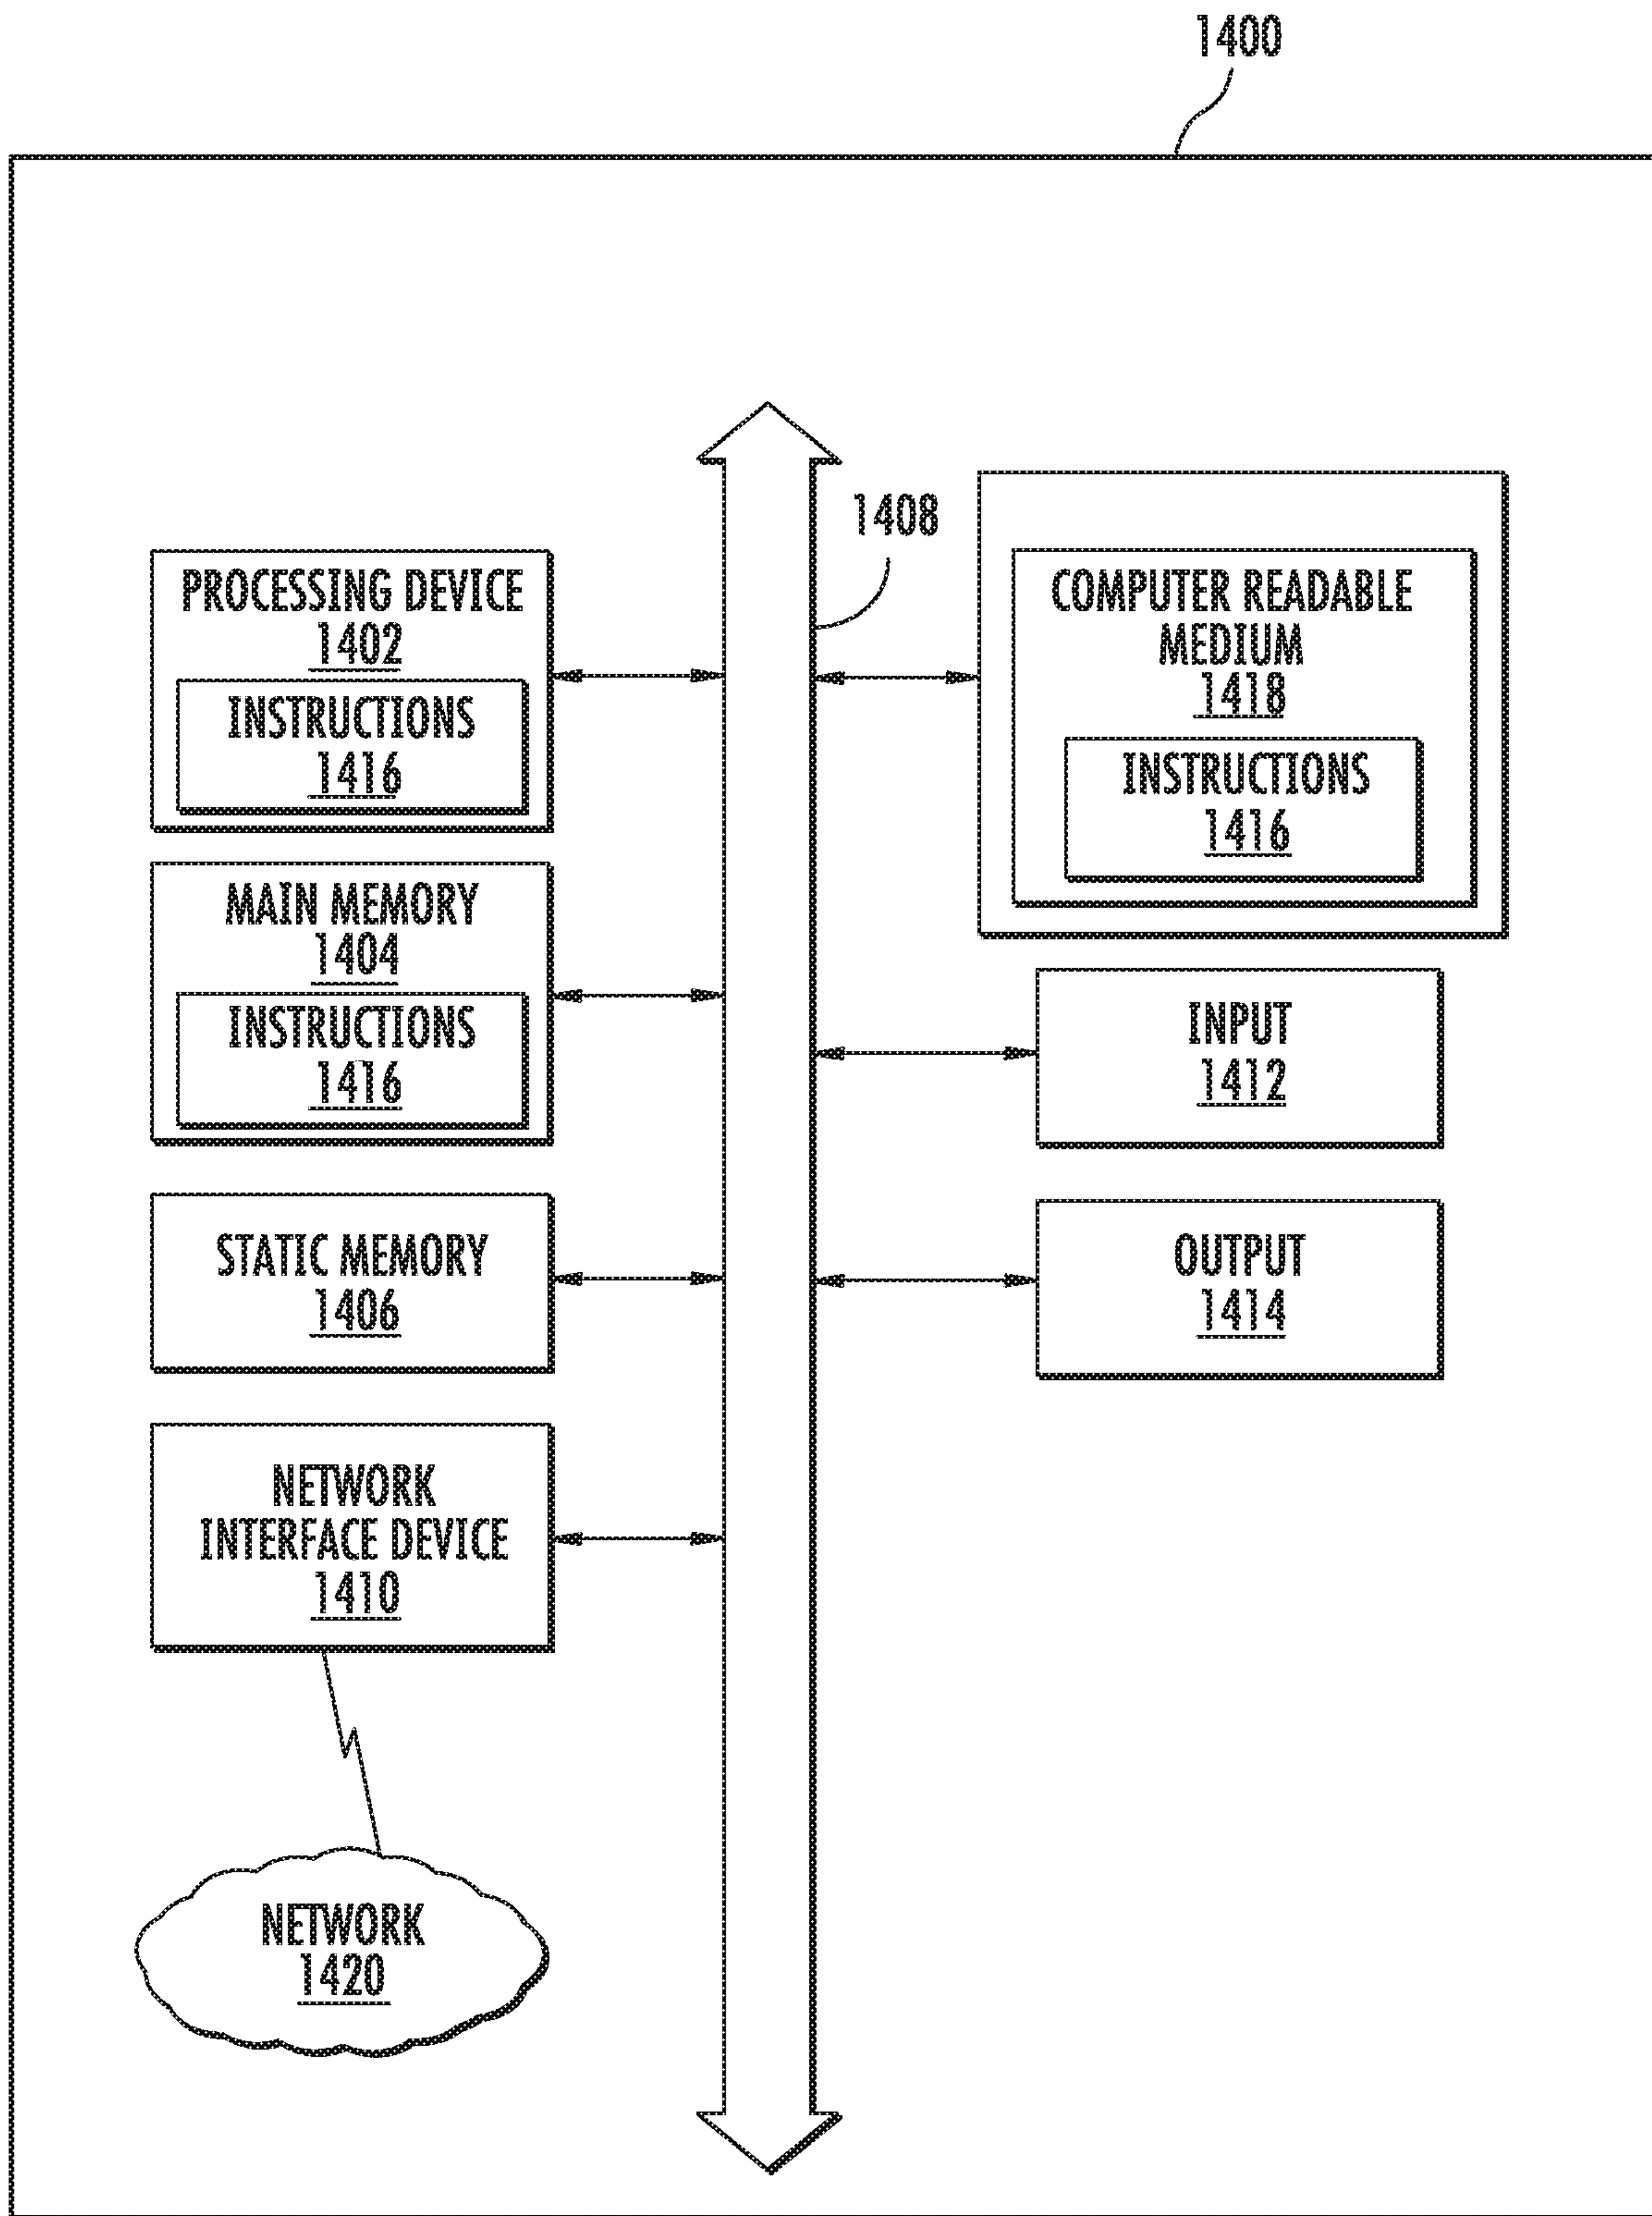 1400
1408
PROCESSING DEVICE
1402
INSTRUCTIONS
1416
MAIN MEMORY
1404
INSTRUCTIONS
1416
STATIC MEMORY
1406
NETWORK
INTERFACE DEVICE
1410
NETWORK
1420
COMPUTER READABLE
MEDIUM
1418
INSTRUCTIONS
1416
INPUT
1412
OUTPUT
1414